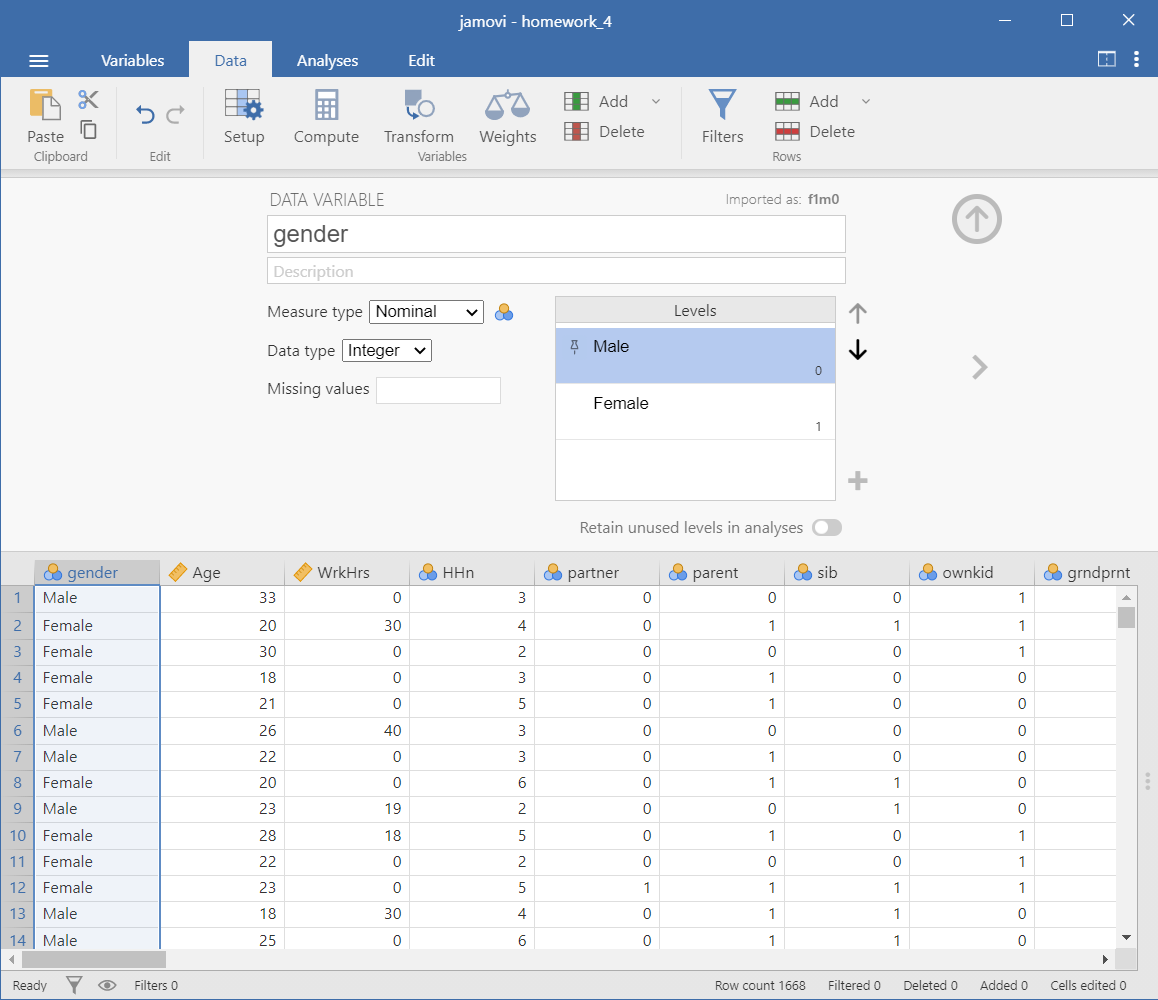 jamovi - homework_4
Variables Data Analyses Edit
Paste Setup Compute Transform Weights Add Delete Filters Add Delete
Clipboard Edit Variables Rows
DATA VARIABLE Imported as: f1m0
gender
Description
Measure type Nominal Levels
Male
0
Data type Integer
Missing values
Female
1
Retain unused levels in analyses
gender Age WrkHrs HHn partner parent sib ownkid grndprnt
1 Male 33 0 3 0 0 0 1
2 Female 20 30 4 0 1 1 1
3 Female 30 0 2 0 0 0 1
4 Female 18 0 3 0 1 0 0
5 Female 21 0 5 0 1 0 0
6 Male 26 40 3 0 0 0 0
7 Male 22 0 3 0 1 0 0
8 Female 20 0 6 0 1 1 0
9 Male 23 19 2 0 0 1 0
10 Female 28 18 5 0 1 0 1
11 Female 22 0 2 0 0 0 1
12 Female 23 0 5 1 1 1 1
13 Male 18 30 4 0 1 1 0
14 Male 25 0 6 0 1 1 0
Ready Filters 0 Row count 1668 Filtered 0 Deleted 0 Added 0 Cells edited 0